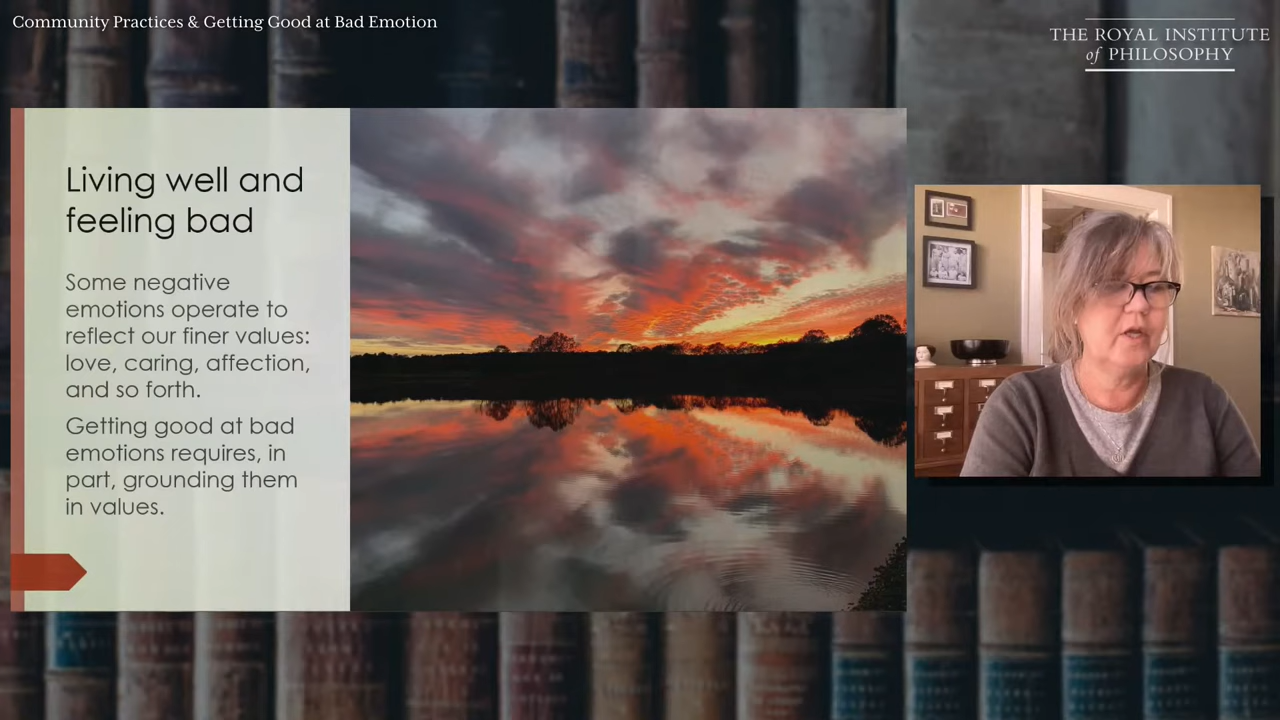 Community Practices & Getting Good at Bad Emotion
THE ROYAL INSTITUTE
of PHILOSOPHY
Living well and
feeling bad
Some negative
emotions operate to
reflect our finer values:
love, caring, affection,
and so forth.
Getting good at bad
emotions requires, in
part, grounding them
in values.